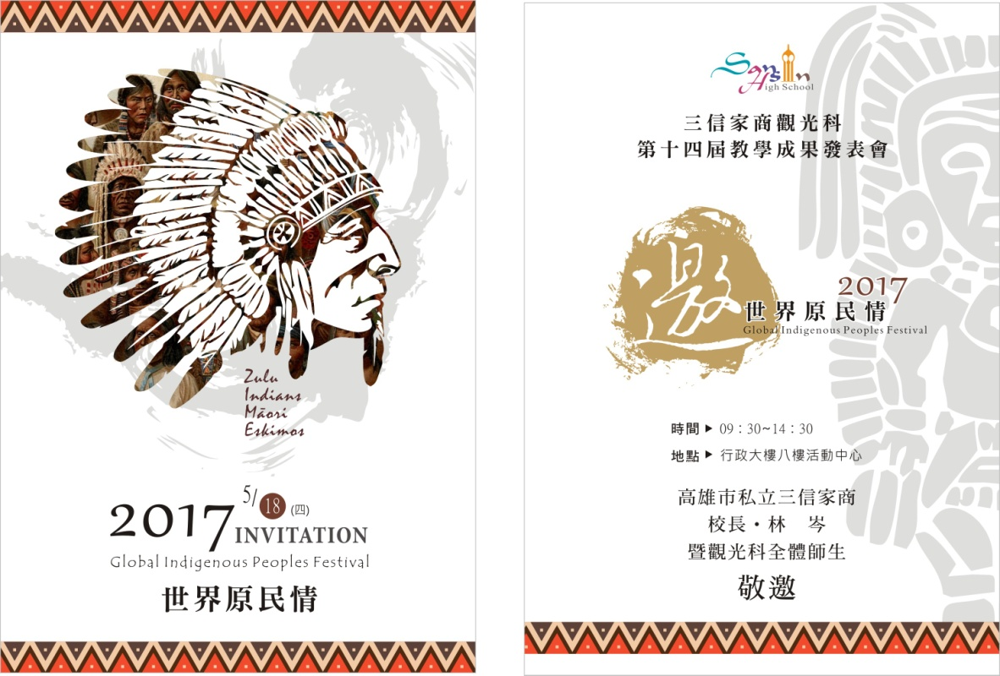 Zulu
Indians
Māori
Eskimos
2017 5/18 (四)
INVITATION
Global Indigenous Peoples Festival
世界原民情
San Sin
High School
三信家商觀光科
第十四屆教學成果發表會
邀
2017
世界原民情
Global Indigenous Peoples Festival
時間 ▶ 09：30~14：30
地點 ▶ 行政大樓八樓活動中心
高雄市私立三信家商
校長・林　岑
暨觀光科全體師生
敬邀